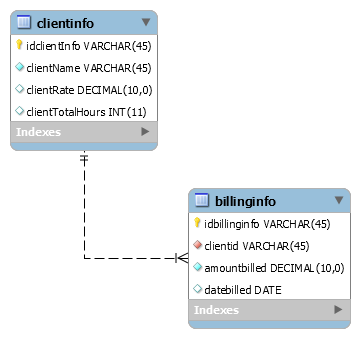 clientinfo
idclientInfo VARCHAR(45)
clientName VARCHAR(45)
clientRate DECIMAL(10,0)
clientTotalHours INT(11)
Indexes
billinginfo
idbillinginfo VARCHAR(45)
clientid VARCHAR(45)
amountbilled DECIMAL(10,0)
datebilled DATE
Indexes